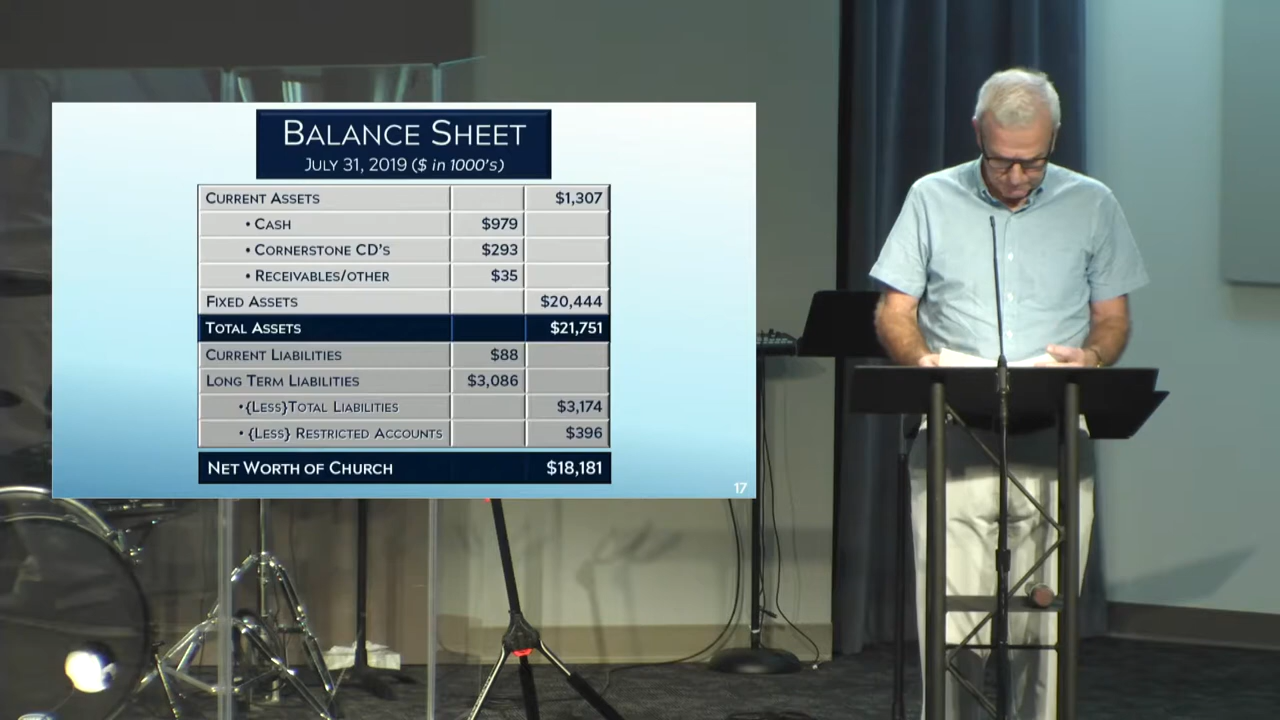 BALANCE SHEET
JULY 31, 2019 ($ in 1000's)
CURRENT ASSETS $1,307
• CASH $979
• CORNERSTONE CD'S $293
• RECEIVABLES/OTHER $35
FIXED ASSETS $20,444
TOTAL ASSETS $21,751
CURRENT LIABILITIES $88
LONG TERM LIABILITIES $3,086
•{LESS}TOTAL LIABILITIES $3,174
• {LESS} RESTRICTED ACCOUNTS $396
NET WORTH OF CHURCH $18,181
17